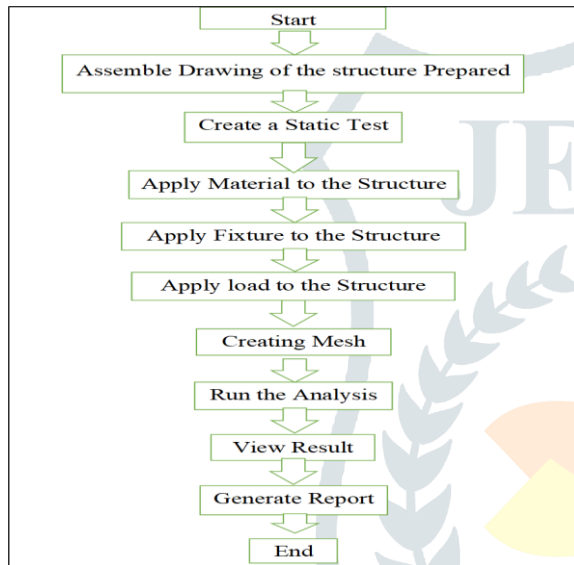 Start
Assemble Drawing of the structure Prepared
Create a Static Test
Apply Material to the Structure
Apply Fixture to the Structure
Apply load to the Structure
Creating Mesh
Run the Analysis
View Result
Generate Report
End
JE